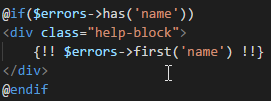 @if($errors->has('name'))
<div class="help-block">
{!! $errors->first('name') !!}
</div>
@endif